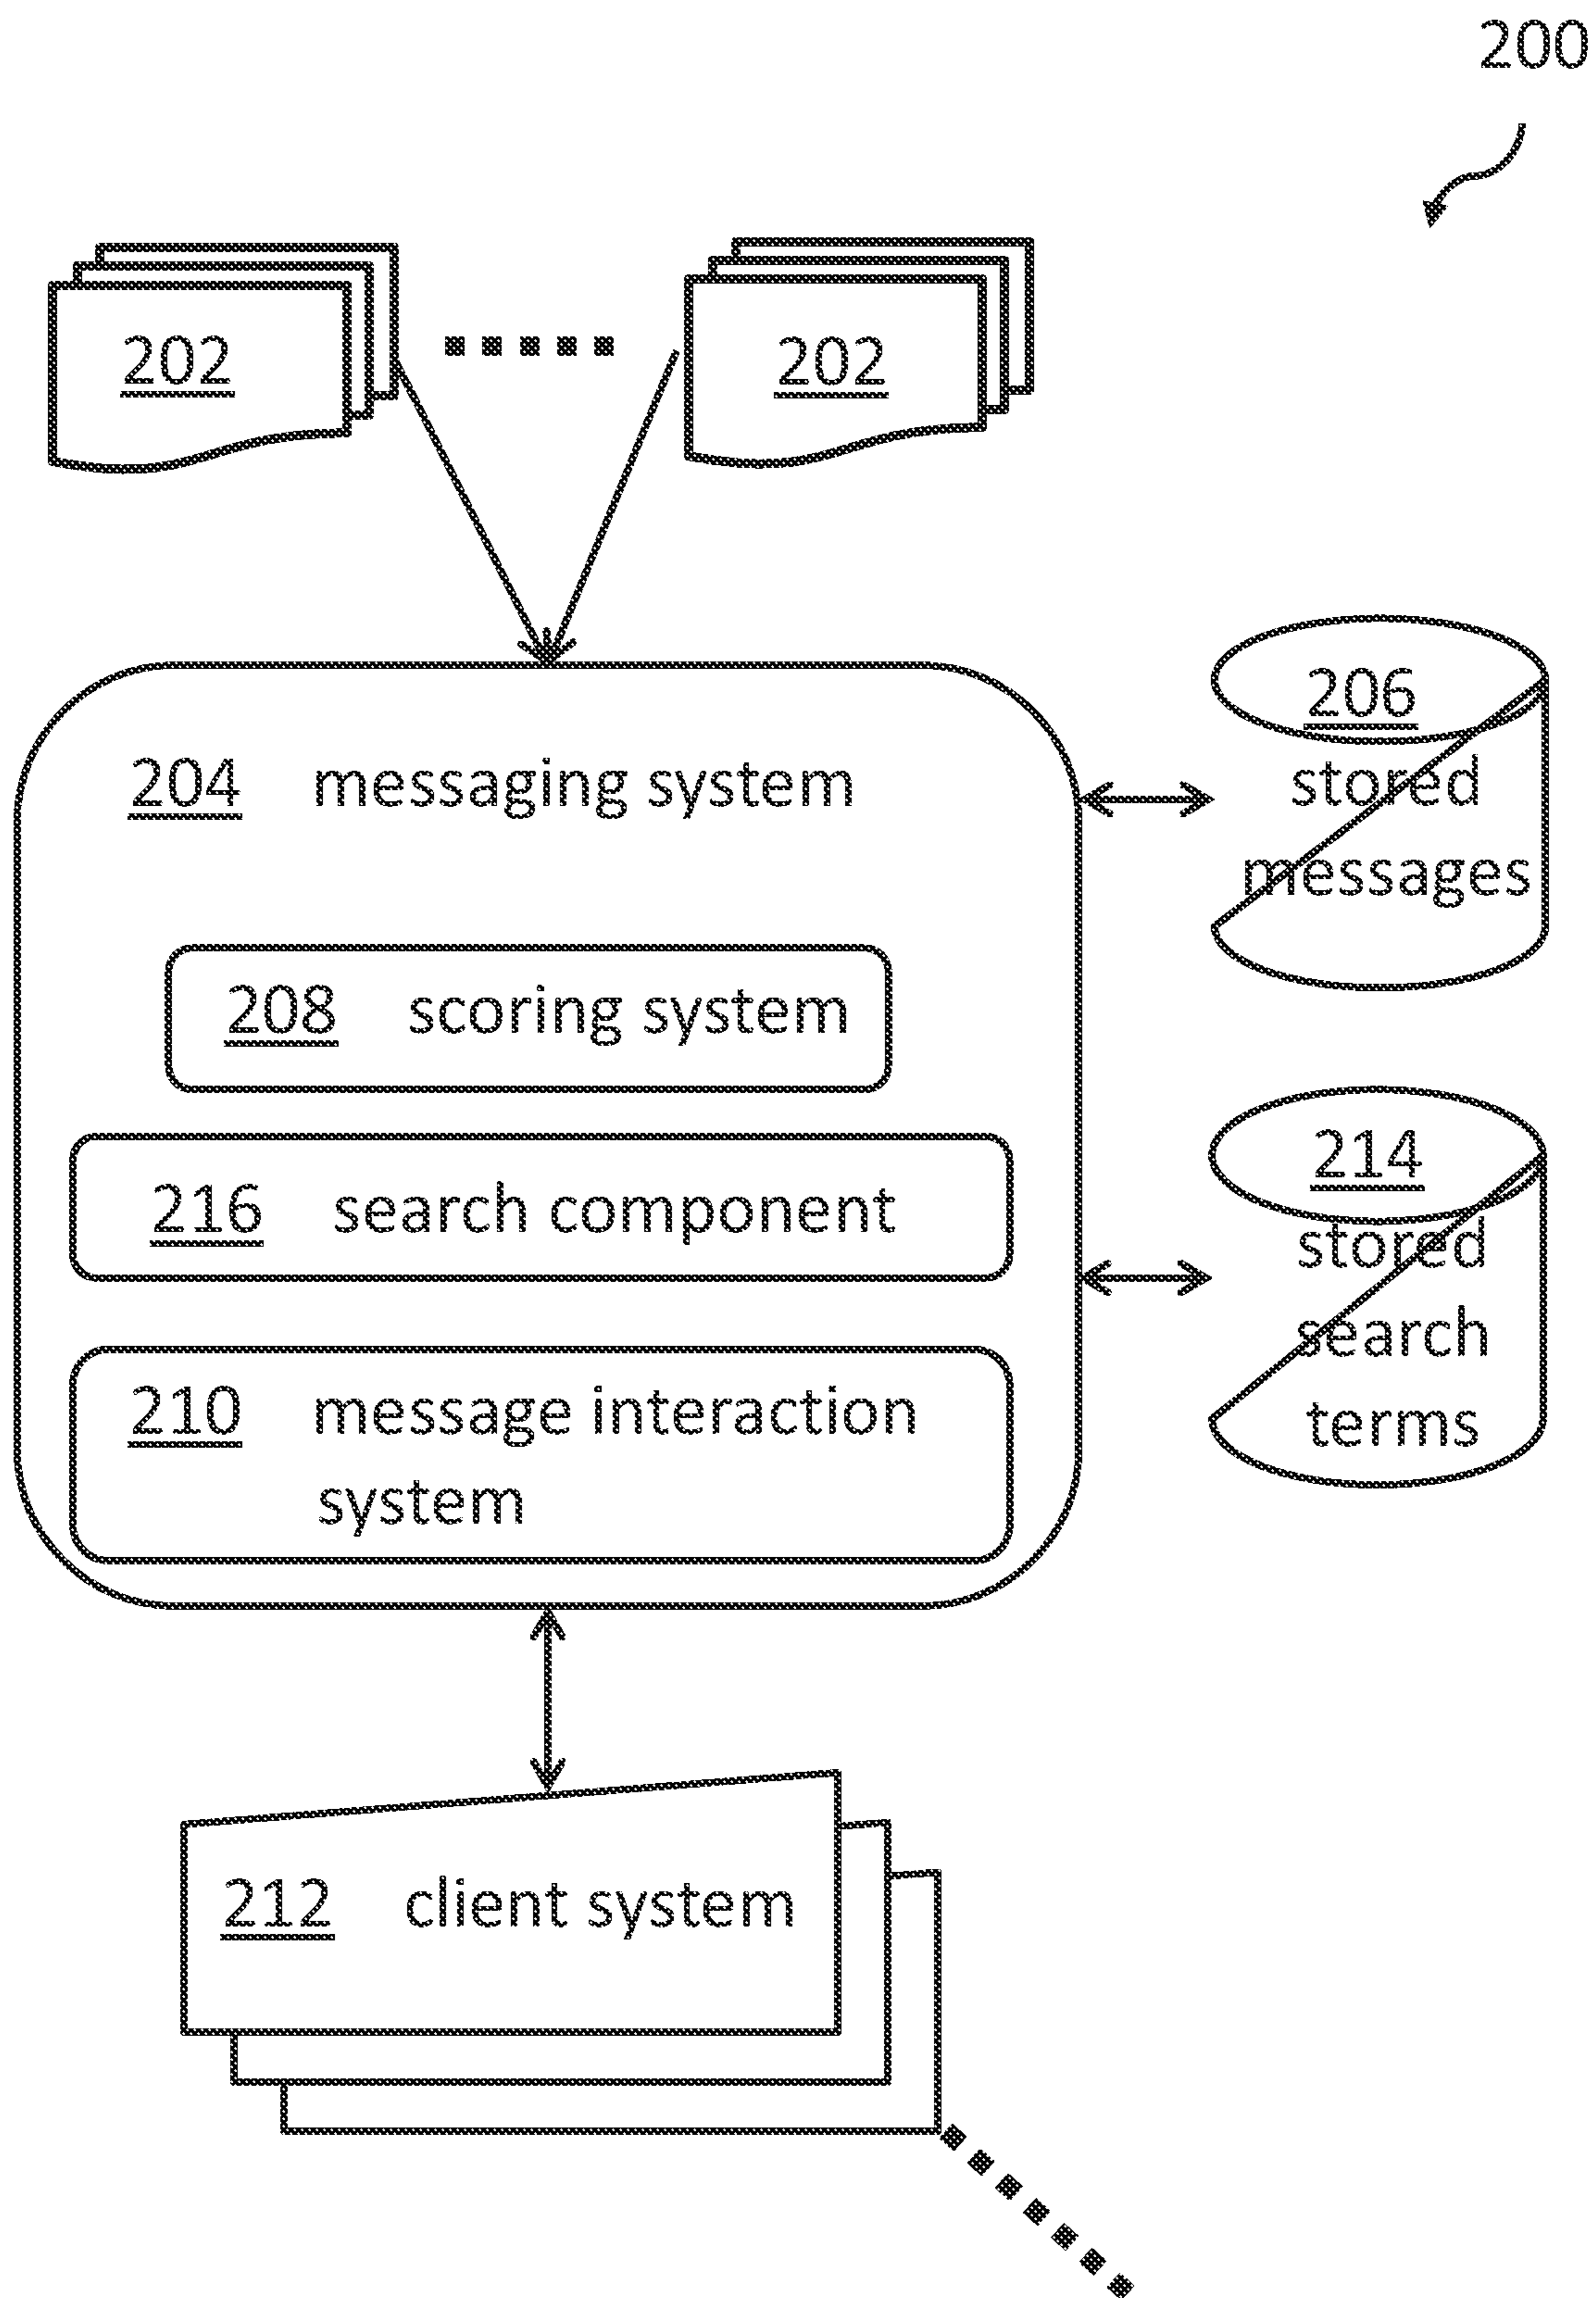 200
202
202
204 messaging system
206
stored
messages
208 scoring system
216 search component
214
stored
search
terms
210 message interaction
system
212 client system